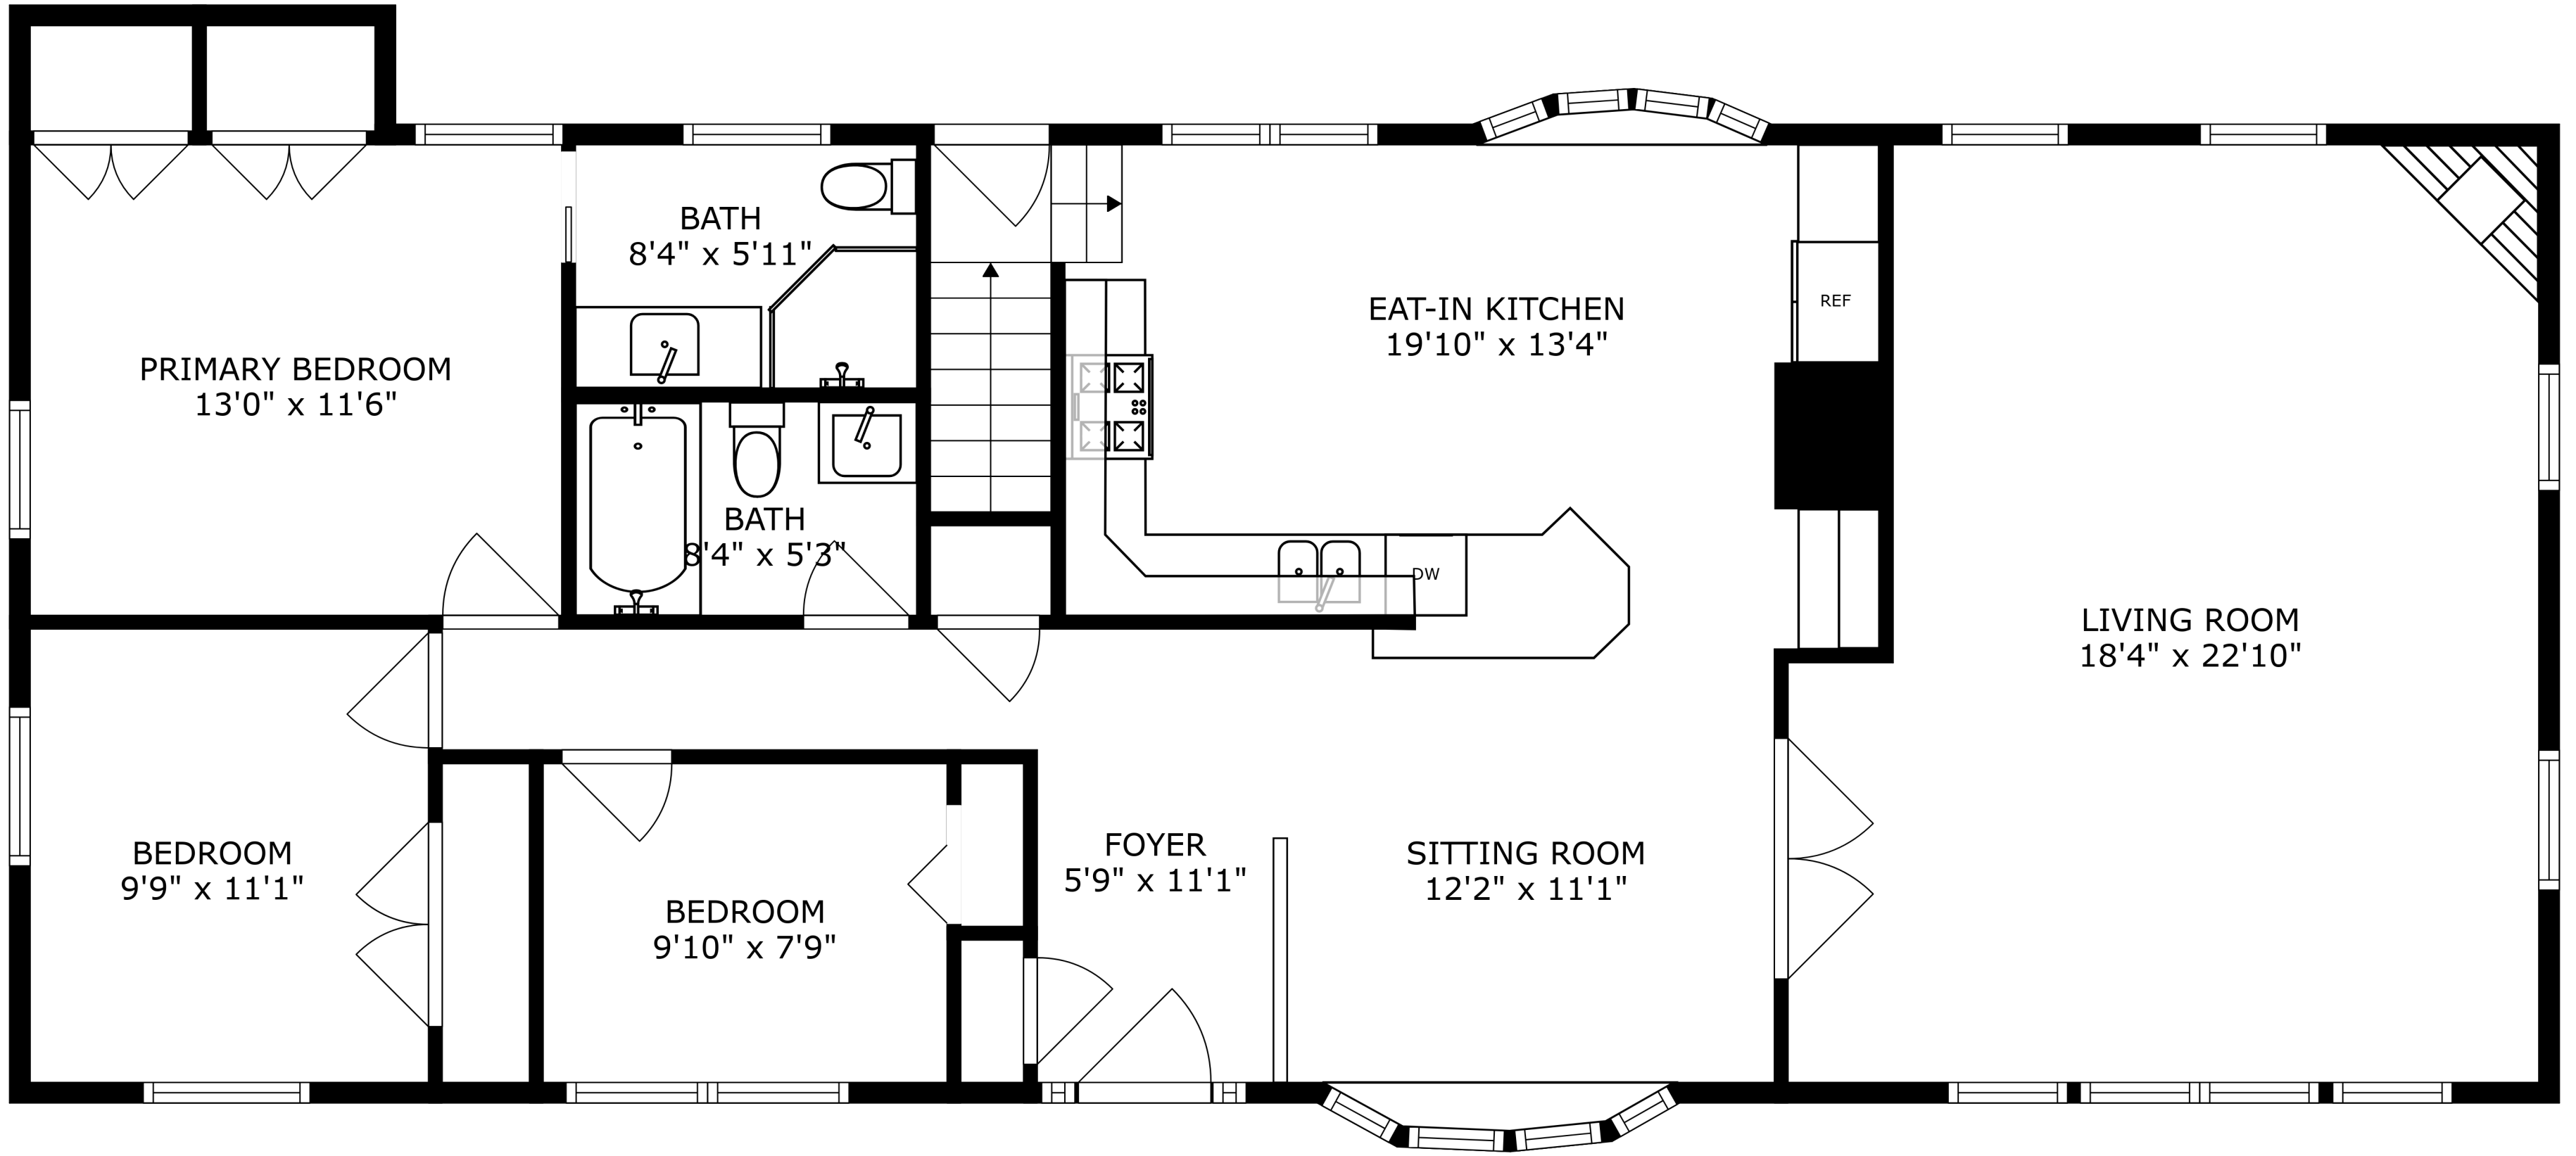 BATH
8'4" x 5'11"
EAT-IN KITCHEN
19'10" x 13'4"
REF
PRIMARY BEDROOM
13'0" x 11'6"
BATH
8'4" x 5'3"
DW
LIVING ROOM
18'4" x 22'10"
BEDROOM
9'9" x 11'1"
BEDROOM
9'10" x 7'9"
FOYER
5'9" x 11'1"
SITTING ROOM
12'2" x 11'1"